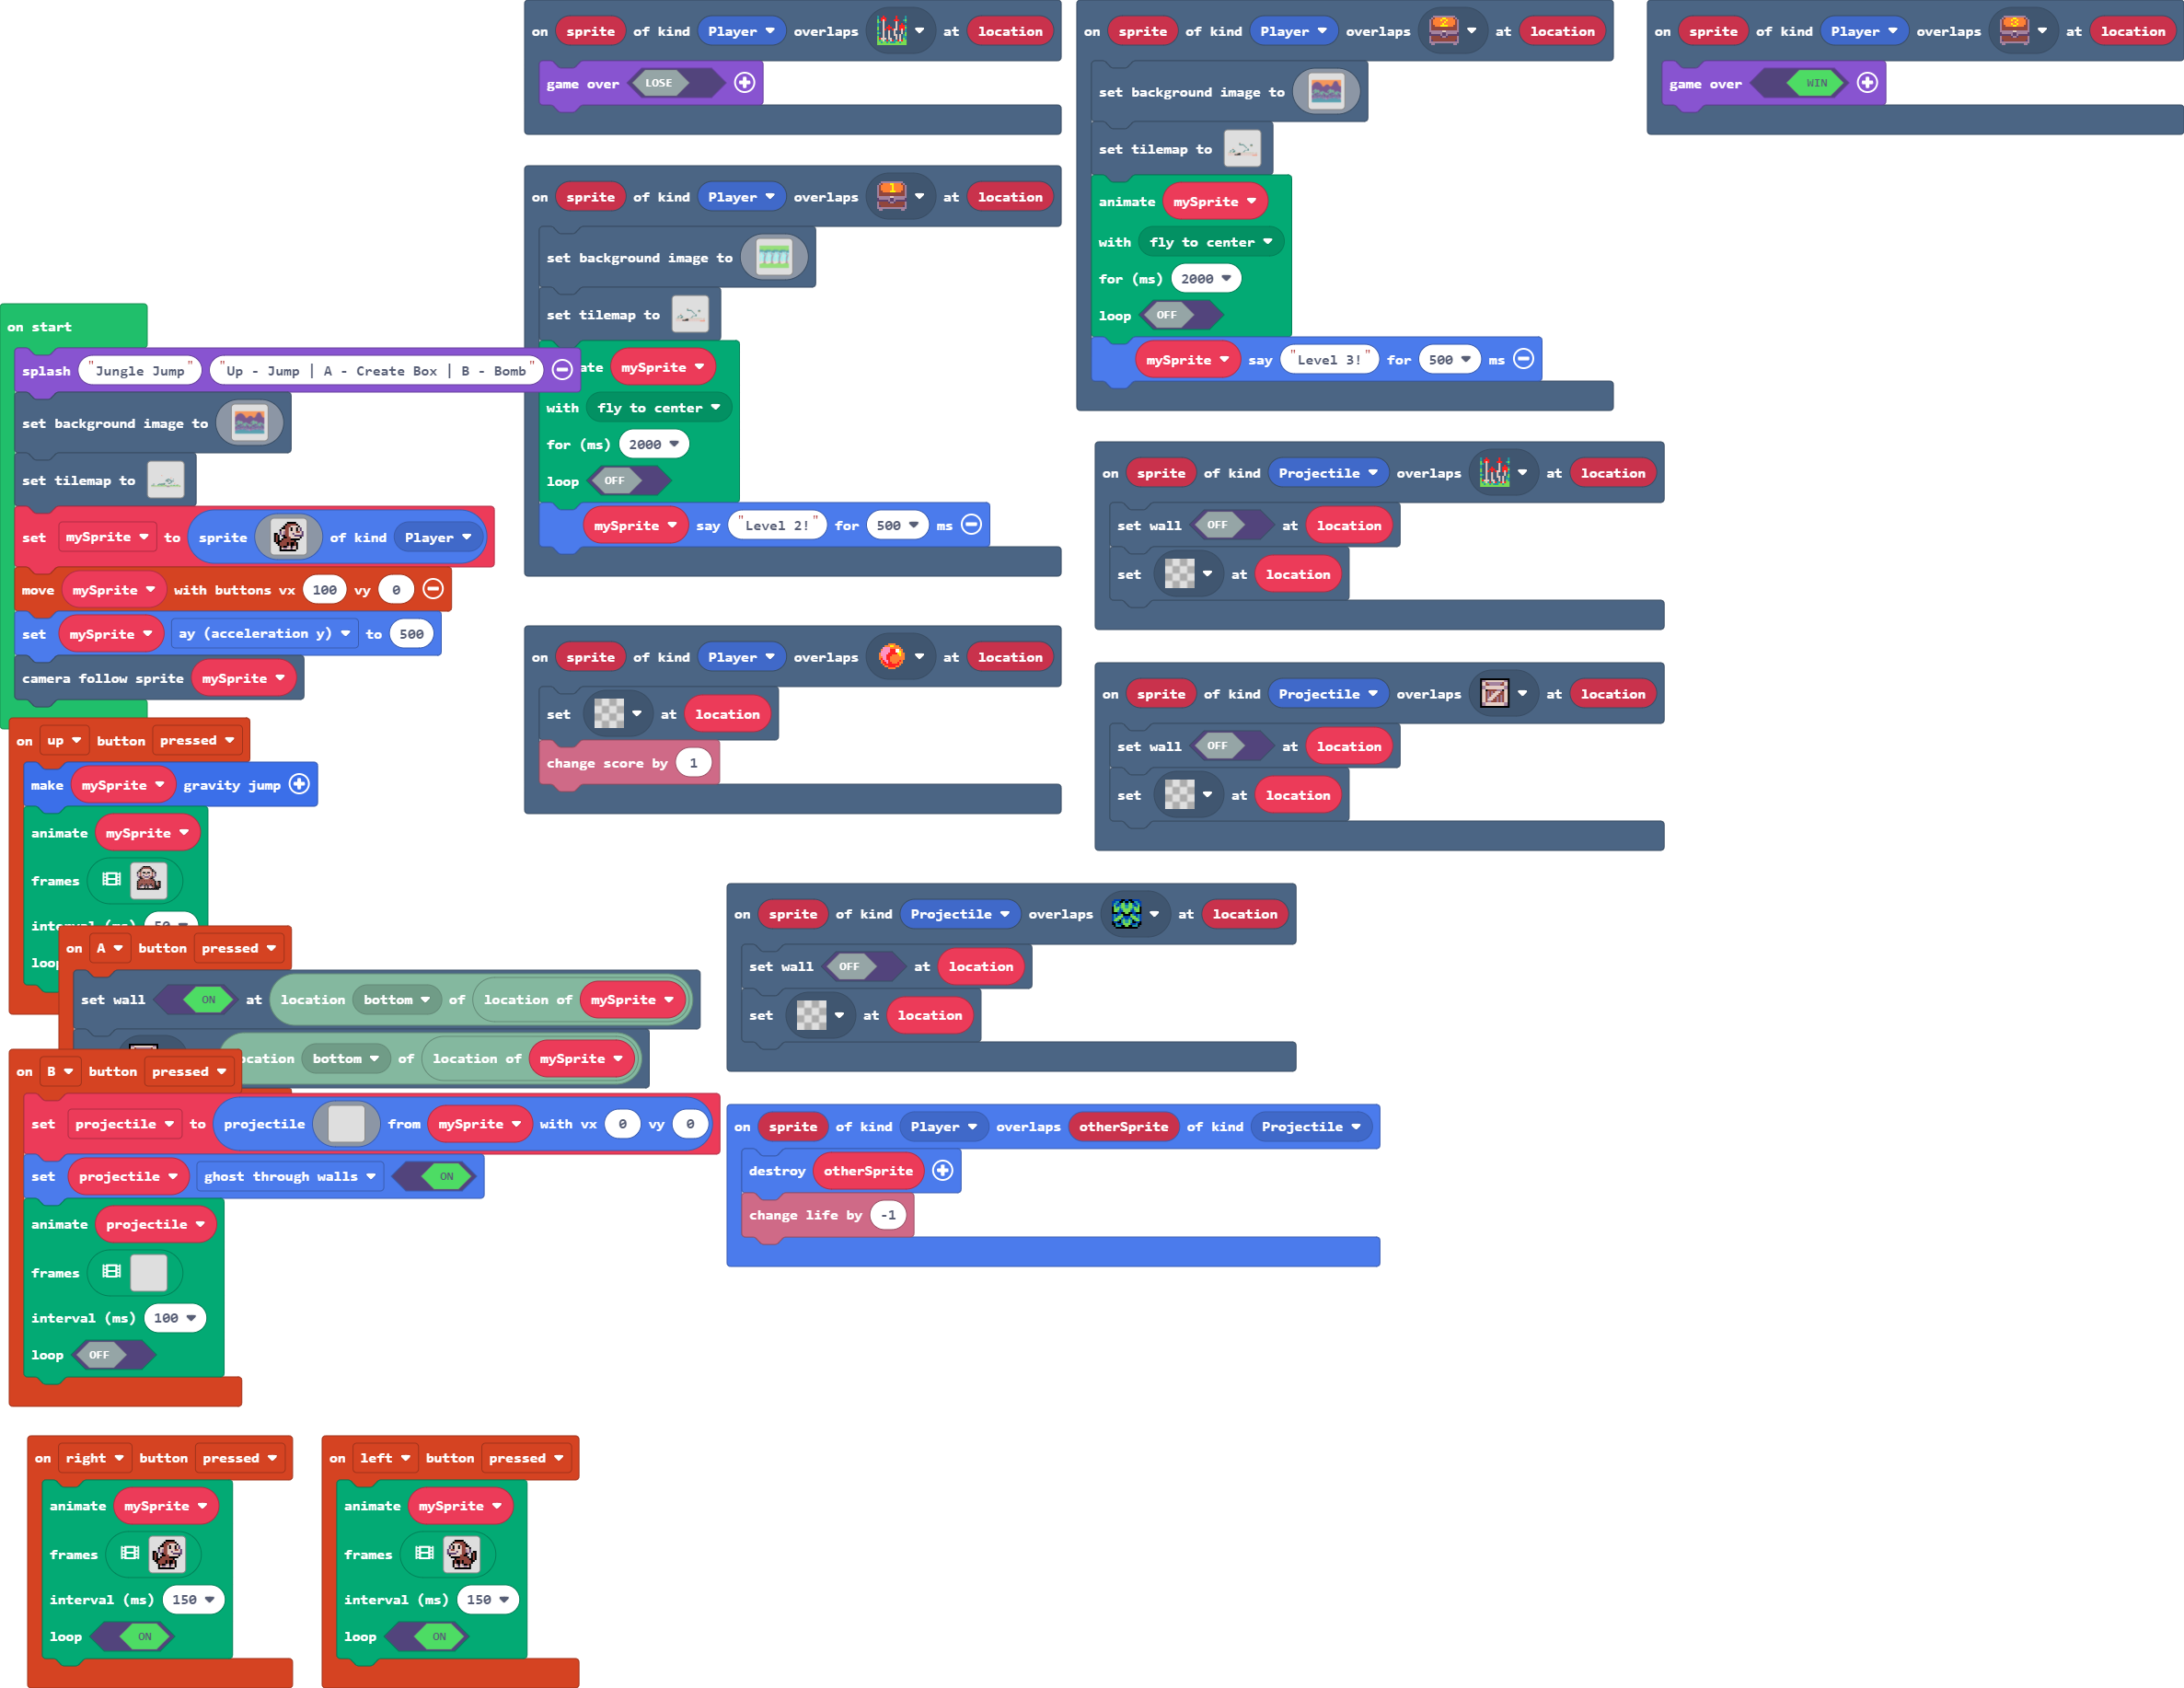 on start
splash "Jungle Jump" "Up - Jump | A - Create Box | B - Bomb"
set background image to
set tilemap to
set mySprite to sprite of kind Player
move mySprite with buttons vx 100 vy 0
set mySprite ay (acceleration y) to 500
camera follow sprite mySprite
on up button pressed
make mySprite gravity jump
animate mySprite
frames
on A button pressed
set wall ON at location bottom of location of mySprite
bottom of location of mySprite
on B button pressed
set projectile to projectile from mySprite with vx 0 vy 0
set projectile ghost through walls ON
animate projectile
frames
interval (ms) 100
loop OFF
on right button pressed
animate mySprite
frames
interval (ms) 150
loop ON
on left button pressed
animate mySprite
frames
interval (ms) 150
loop ON
on sprite of kind Player overlaps at location
game over LOSE
on sprite of kind Player overlaps 1 at location
set background image to
set tilemap to
mySprite
with fly to center
for (ms) 2000
loop OFF
mySprite say "Level 2!" for 500 ms
on sprite of kind Player overlaps at location
set at location
change score by 1
on sprite of kind Player overlaps 2 at location
set background image to
set tilemap to
animate mySprite
with fly to center
for (ms) 2000
loop OFF
mySprite say "Level 3!" for 500 ms
on sprite of kind Player overlaps 3 at location
game over WIN
on sprite of kind Projectile overlaps at location
set wall OFF at location
set at location
on sprite of kind Projectile overlaps at location
set wall OFF at location
set at location
on sprite of kind Projectile overlaps at location
set wall OFF at location
set at location
on sprite of kind Player overlaps otherSprite of kind Projectile
destroy otherSprite
change life by -1